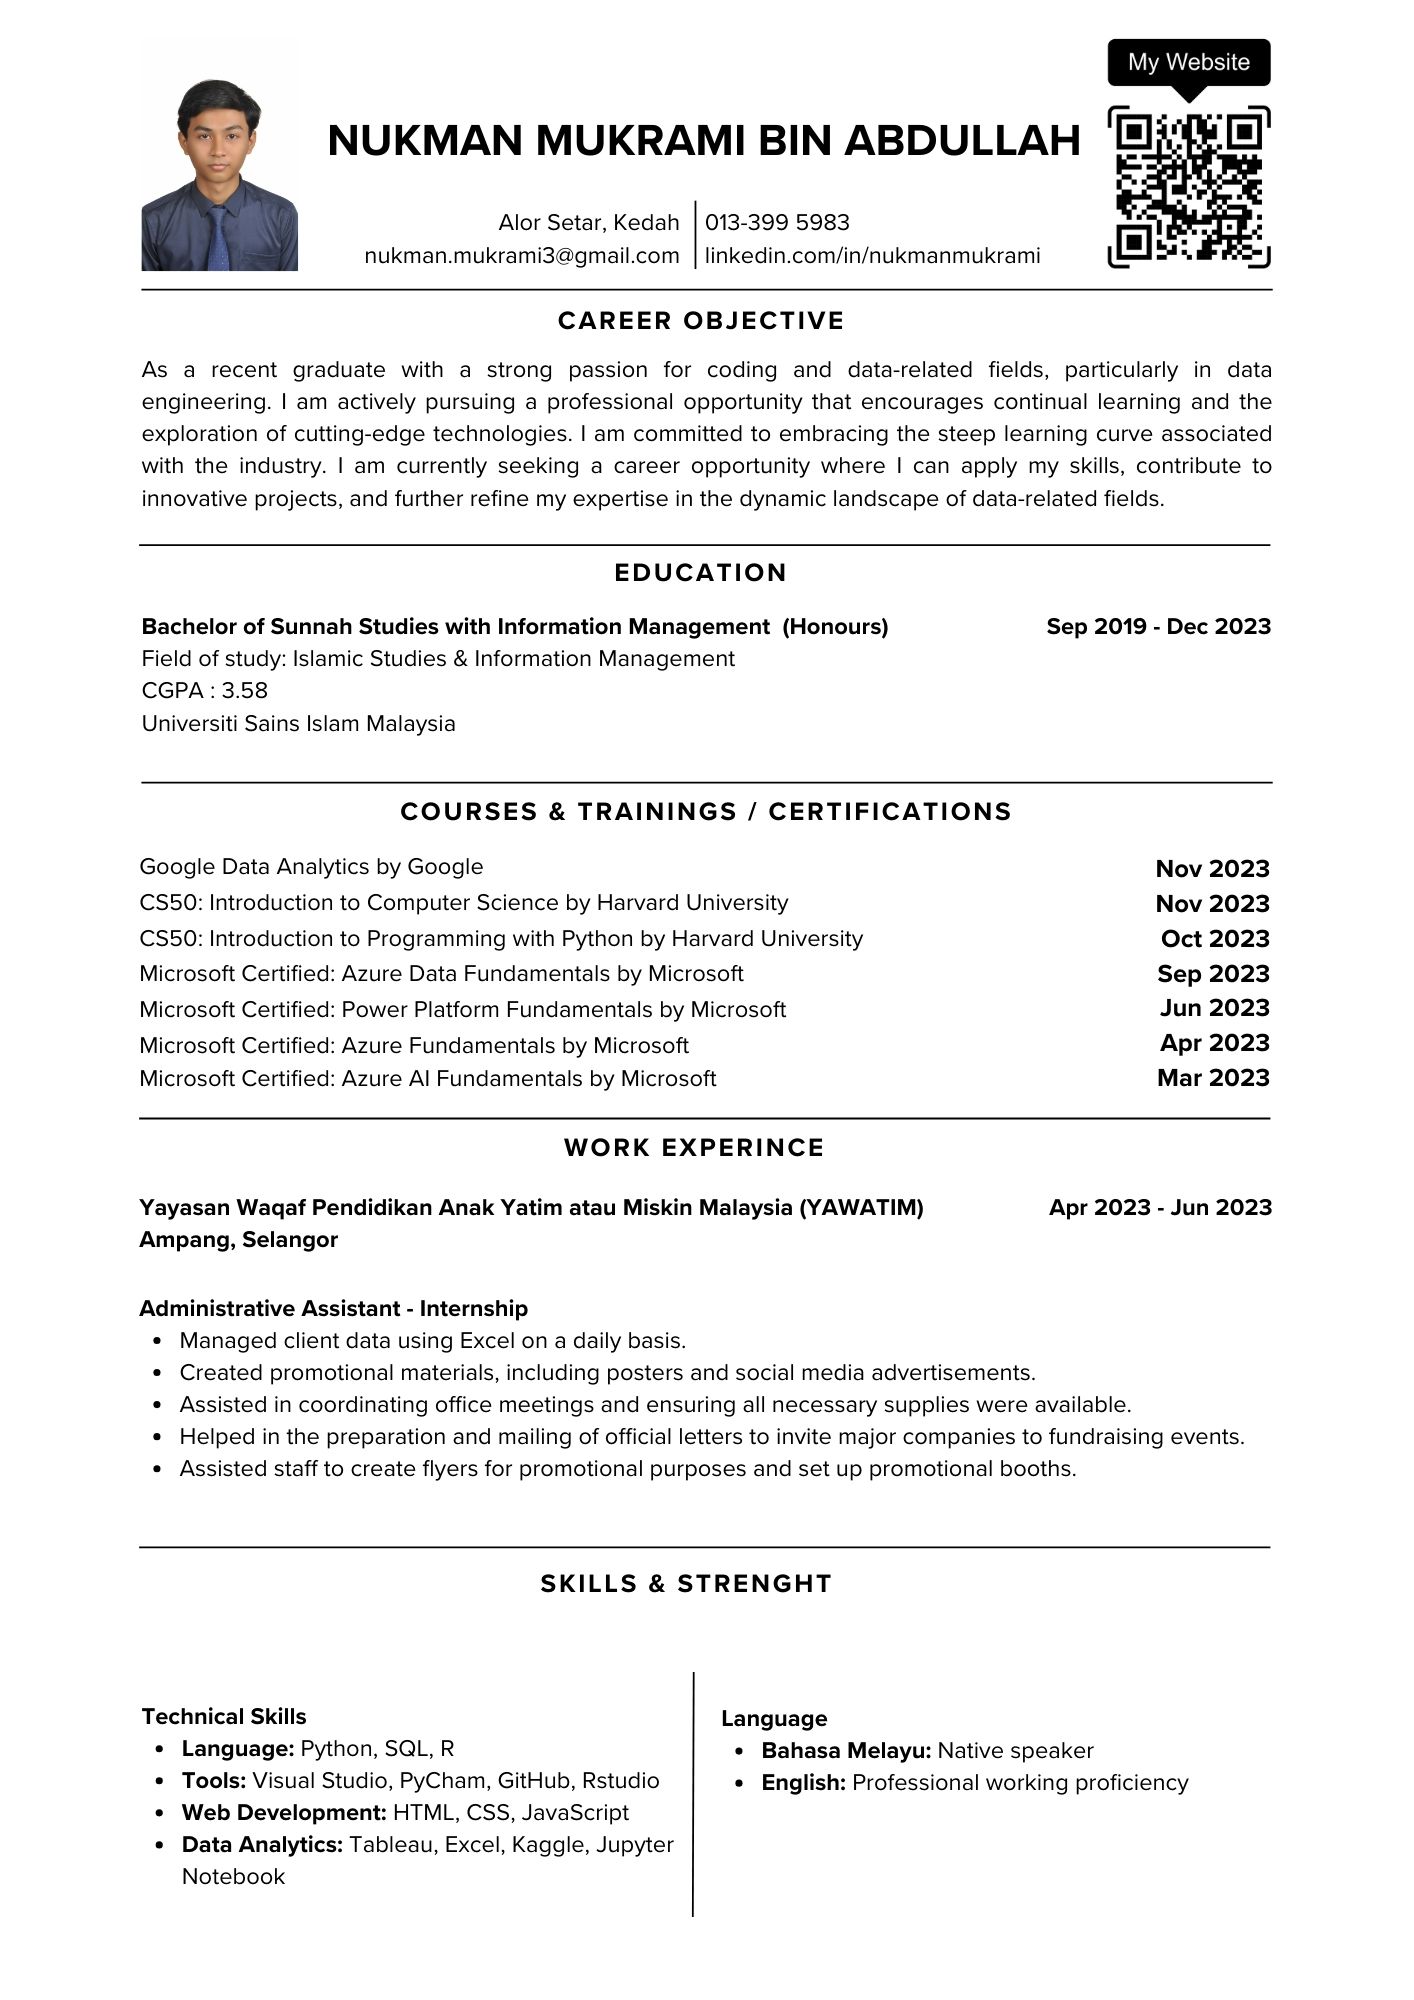 My Website
NUKMAN MUKRAMI BIN ABDULLAH
Alor Setar, Kedah
nukman.mukrami3@gmail.com
013-399 5983
linkedin.com/in/nukmanmukrami
CAREER OBJECTIVE
As a recent graduate with a strong passion for coding and data-related fields, particularly in data
engineering. I am actively pursuing a professional opportunity that encourages continual learning and the
exploration of cutting-edge technologies. I am committed to embracing the steep learning curve associated
with the industry. I am currently seeking a career opportunity where I can apply my skills, contribute to
innovative projects, and further refine my expertise in the dynamic landscape of data-related fields.
EDUCATION
Bachelor of Sunnah Studies with Information Management (Honours) Sep 2019 - Dec 2023
Field of study: Islamic Studies & Information Management
CGPA : 3.58
Universiti Sains Islam Malaysia
COURSES & TRAININGS / CERTIFICATIONS
Google Data Analytics by Google Nov 2023
CS50: Introduction to Computer Science by Harvard University Nov 2023
CS50: Introduction to Programming with Python by Harvard University Oct 2023
Microsoft Certified: Azure Data Fundamentals by Microsoft Sep 2023
Microsoft Certified: Power Platform Fundamentals by Microsoft Jun 2023
Microsoft Certified: Azure Fundamentals by Microsoft Apr 2023
Microsoft Certified: Azure AI Fundamentals by Microsoft Mar 2023
WORK EXPERINCE
Yayasan Waqaf Pendidikan Anak Yatim atau Miskin Malaysia (YAWATIM) Apr 2023 - Jun 2023
Ampang, Selangor
Administrative Assistant - Internship
• Managed client data using Excel on a daily basis.
• Created promotional materials, including posters and social media advertisements.
• Assisted in coordinating office meetings and ensuring all necessary supplies were available.
• Helped in the preparation and mailing of official letters to invite major companies to fundraising events.
• Assisted staff to create flyers for promotional purposes and set up promotional booths.
SKILLS & STRENGHT
Technical Skills
• Language: Python, SQL, R
• Tools: Visual Studio, PyCham, GitHub, Rstudio
• Web Development: HTML, CSS, JavaScript
• Data Analytics: Tableau, Excel, Kaggle, Jupyter
Notebook
Language
• Bahasa Melayu: Native speaker
• English: Professional working proficiency